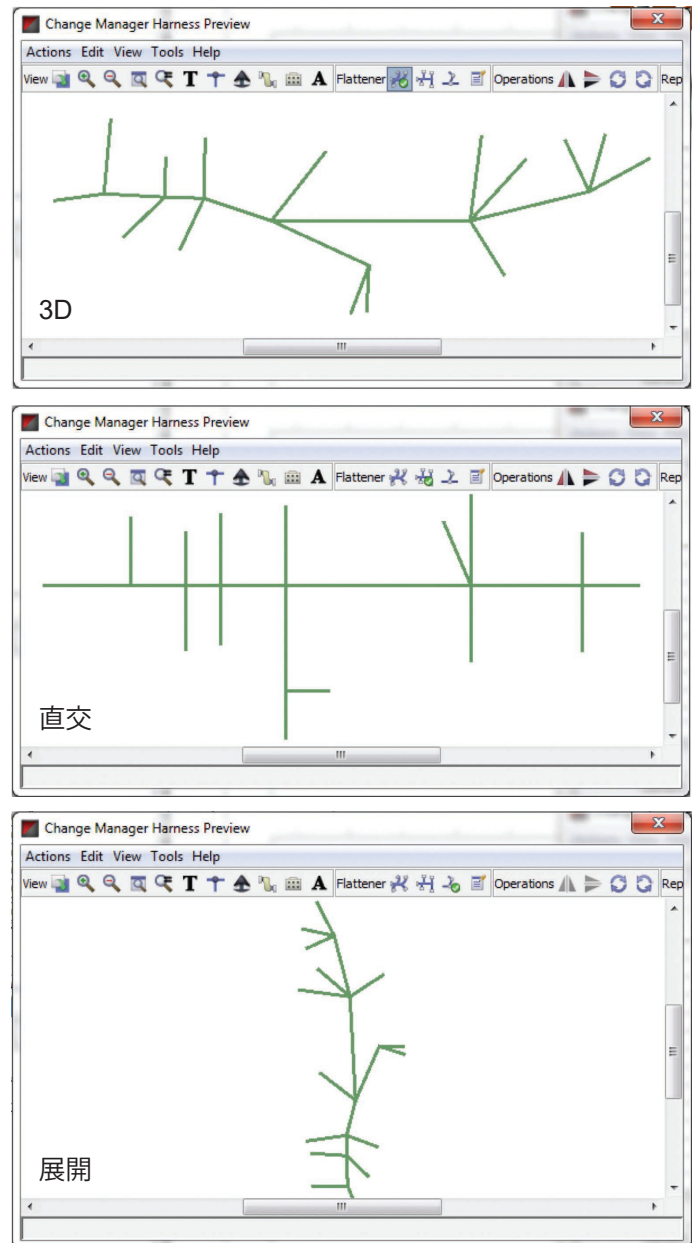 Change Manager Harness Preview
Actions Edit View Tools Help
View T A Flattener Operations Rep
3D
Change Manager Harness Preview
Actions Edit View Tools Help
View T A Flattener Operations Rep
直交
Change Manager Harness Preview
Actions Edit View Tools Help
View T A Flattener Operations Rep
展開